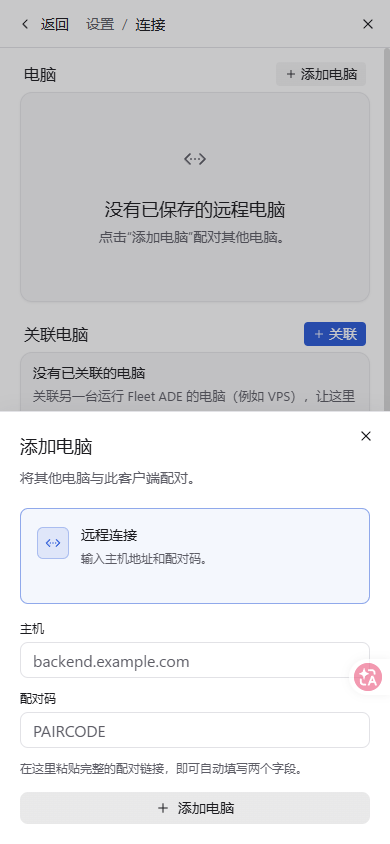 返回 设置 / 连接
电脑
添加电脑
没有已保存的远程电脑
点击“添加电脑”配对其他电脑。
关联电脑
关联
没有已关联的电脑
关联另一台运行 Fleet ADE 的电脑（例如 VPS），让这里
添加电脑
将其他电脑与此客户端配对。
远程连接
输入主机地址和配对码。
主机
backend.example.com
配对码
PAIRCODE
在这里粘贴完整的配对链接，即可自动填写两个字段。
添加电脑